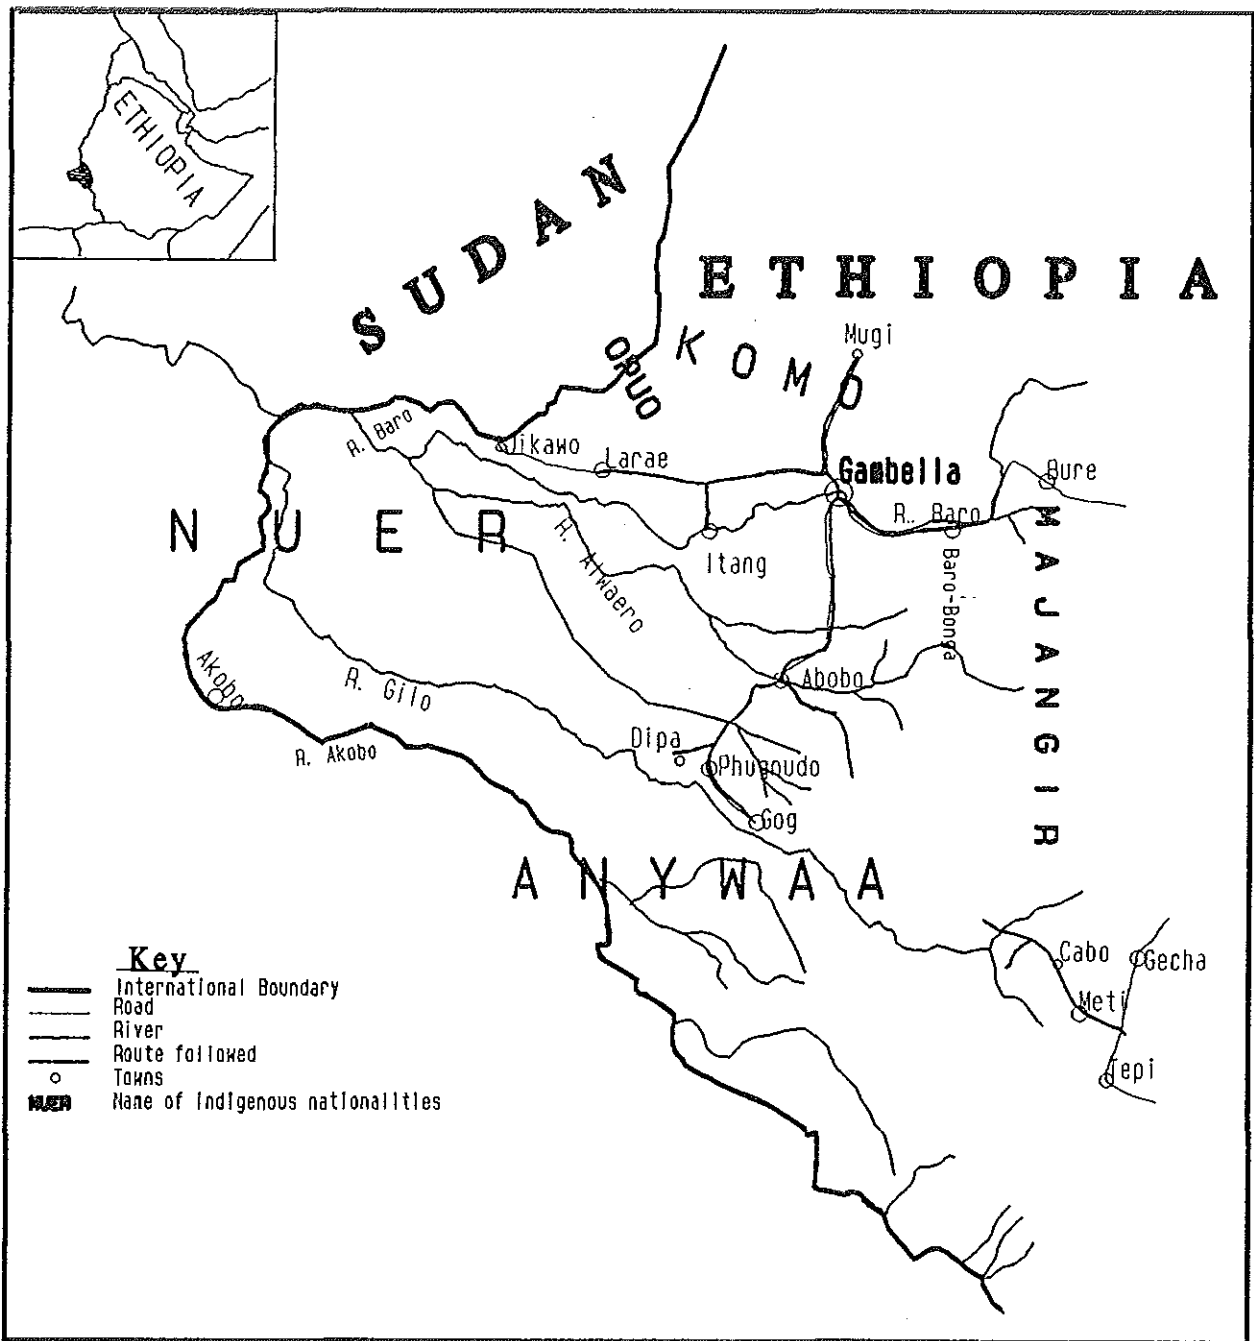 ETHIOPIA
SUDAN
ETHIOPIA
KOMO
OPUO
Mugi
R. Baro
Jikawo
Larae
Gambella
Bure
R. Baro
NUER
Itang
Baro-Bonga
MAJANGIR
R. Alwaero
Akobo
R. Gilo
Abobo
R. Akobo
Dipa
Phugoudo
Gog
ANYWAA
Cabo
Gecha
Meti
Tepi
Key
International Boundary
Road
River
Route followed
Towns
NUER Name of indigenous nationalities